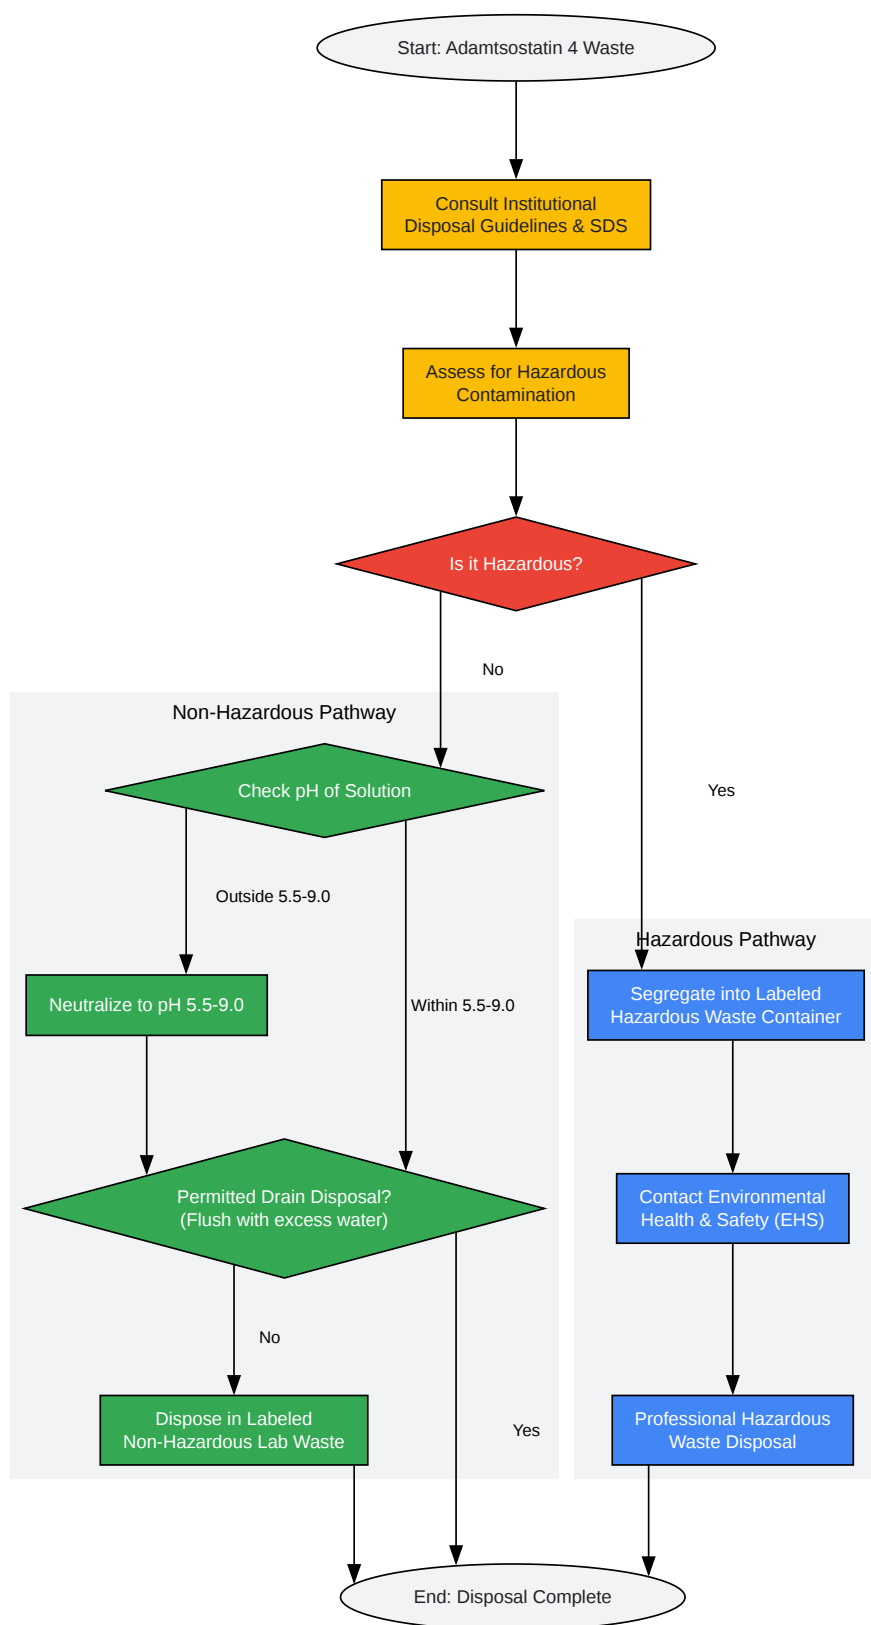 Start: Adamtsostatin 4 Waste
Consult Institutional
Disposal Guidelines & SDS
Assess for Hazardous
Contamination
Is it Hazardous?
No
Yes
Non-Hazardous Pathway
Check pH of Solution
Outside 5.5-9.0
Within 5.5-9.0
Neutralize to pH 5.5-9.0
Permitted Drain Disposal?
(Flush with excess water)
No
Yes
Dispose in Labeled
Non-Hazardous Lab Waste
Hazardous Pathway
Segregate into Labeled
Hazardous Waste Container
Contact Environmental
Health & Safety (EHS)
Professional Hazardous
Waste Disposal
End: Disposal Complete